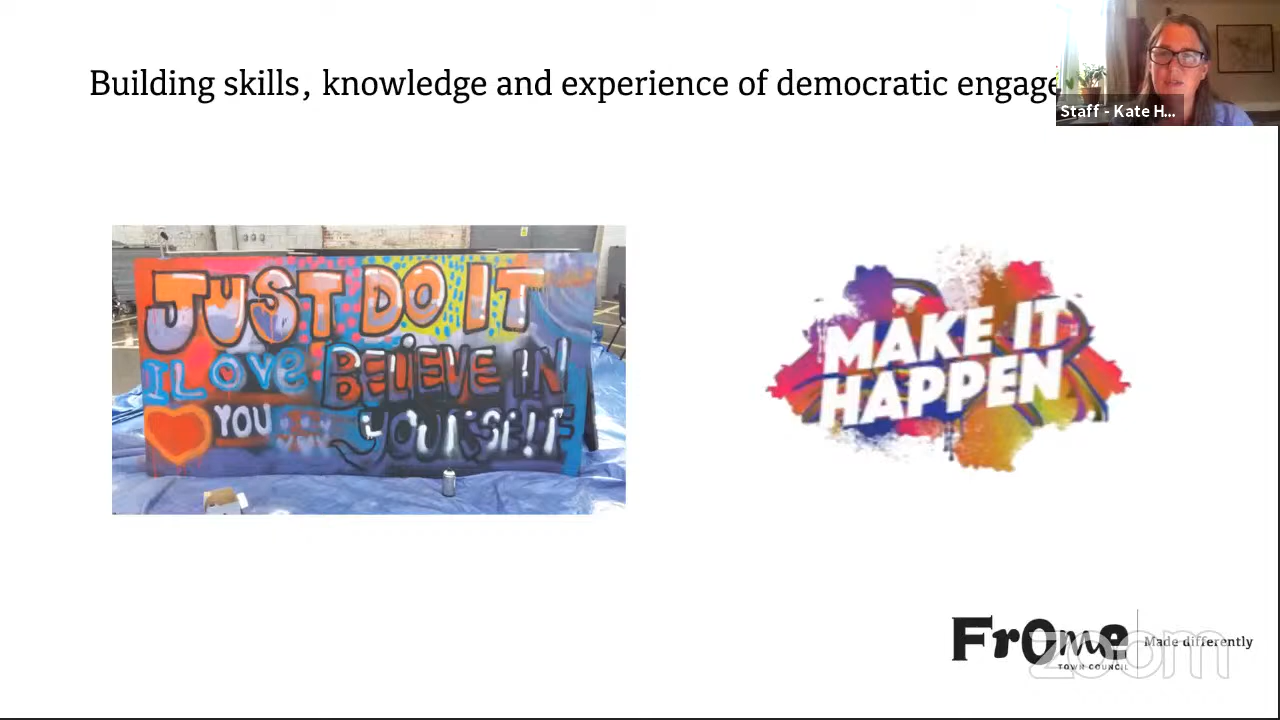 Building skills, knowledge and experience of democratic engage
Staff - Kate H...
JUST DO IT
I LOVE BELIEVE IN
YOU YOURSELF
MAKE IT
HAPPEN
Frome
TOWN COUNCIL
Made differently
zoom